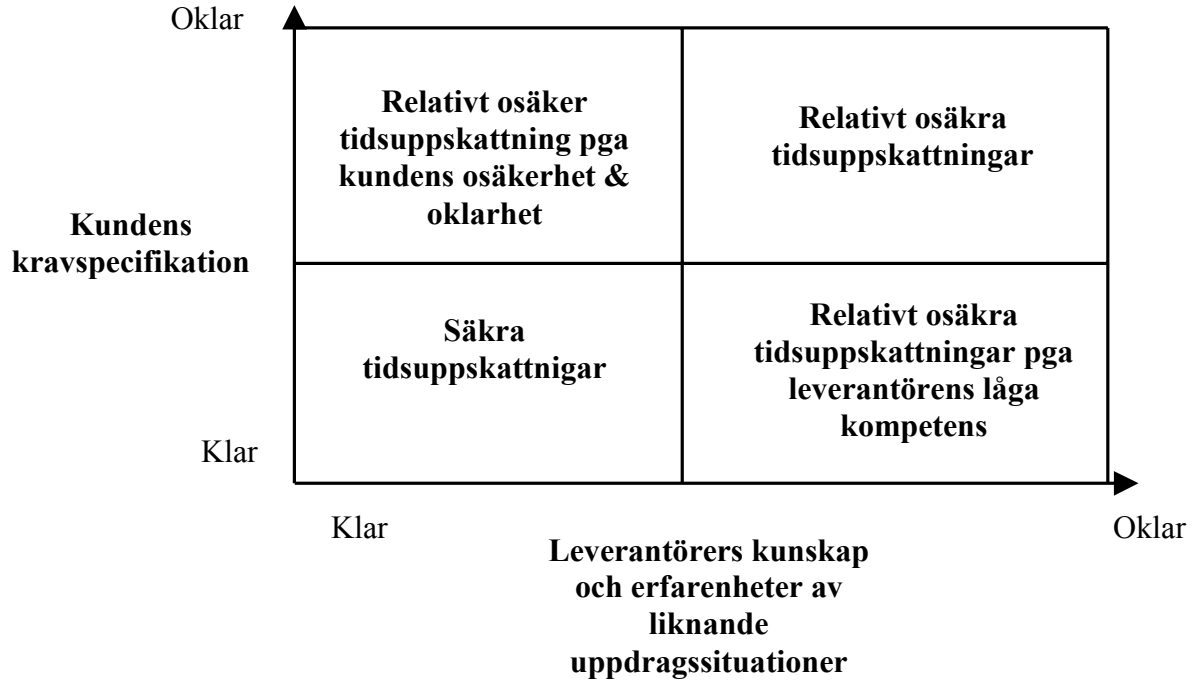 Oklar
Relativt osäker
tidsuppskattning pga
kundens osäkerhet &
oklarhet
Relativt osäkra
tidsuppskattningar
Kundens
kravspecifikation
Säkra
tidsuppskattnigar
Relativt osäkra
tidsuppskattningar pga
leverantörens låga
kompetens
Klar
Klar
Oklar
Leverantörers kunskap
och erfarenheter av
liknande
uppdragssituationer